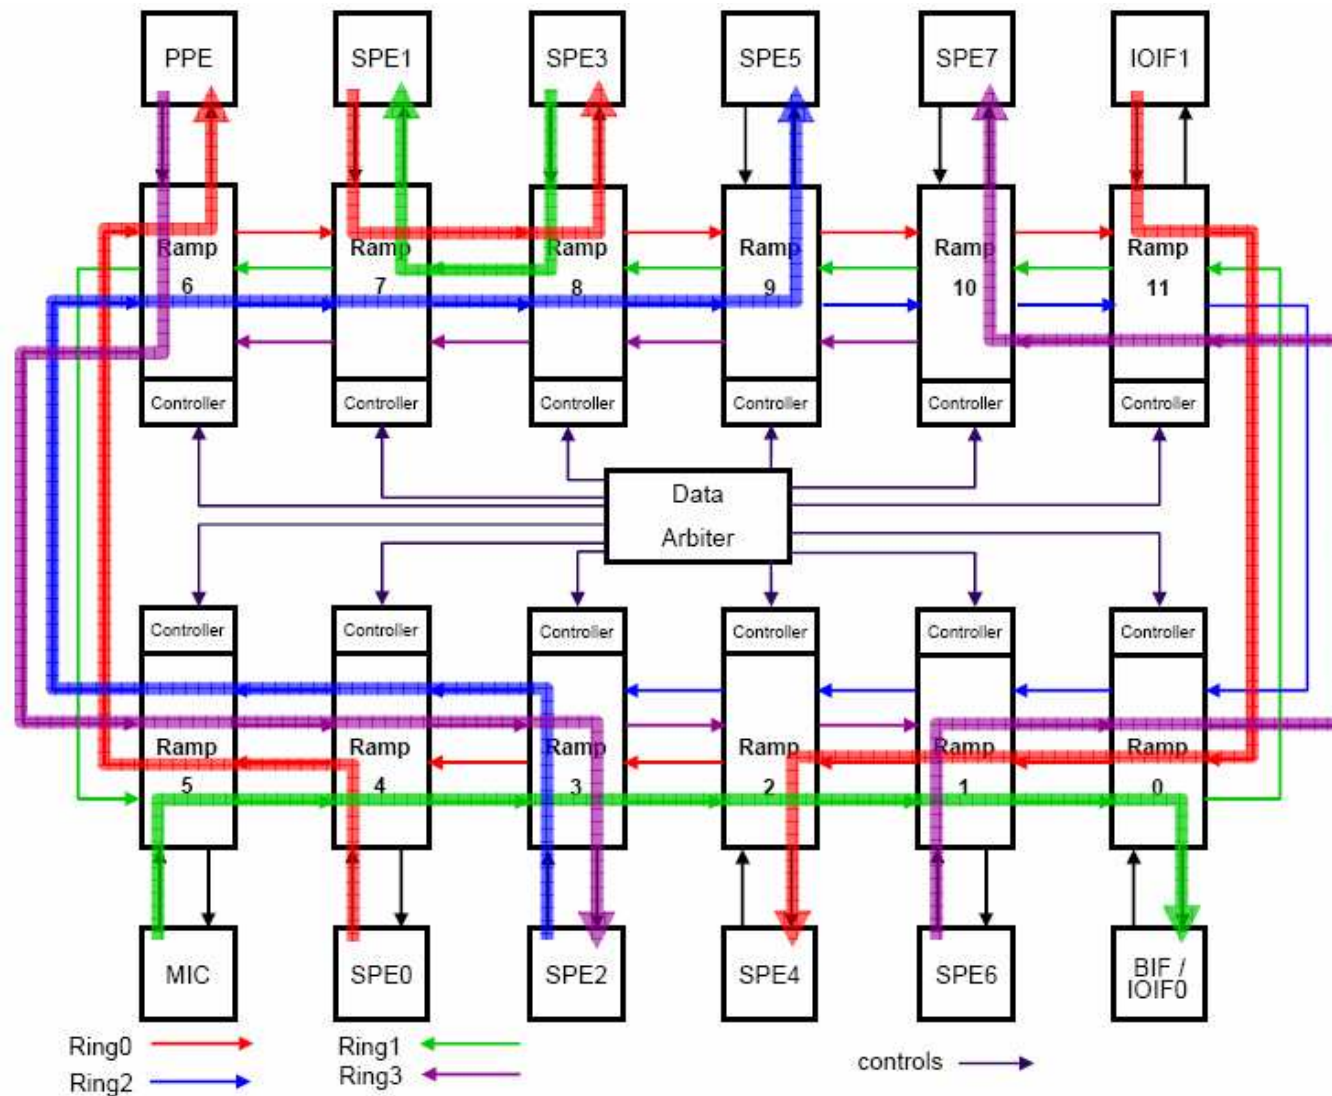 PPE SPE1 SPE3 SPE5 SPE7 IOIF1
Ramp Ramp Ramp Ramp Ramp Ramp
6 7 8 9 10 11
Controller Controller Controller Controller Controller Controller
Data
Arbiter
Controller Controller Controller Controller Controller Controller
Ramp Ramp Ramp Ramp Ramp Ramp
5 4 3 2 1 0
MIC SPE0 SPE2 SPE4 SPE6 BIF /
IOIF0
Ring0 Ring1 controls
Ring2 Ring3